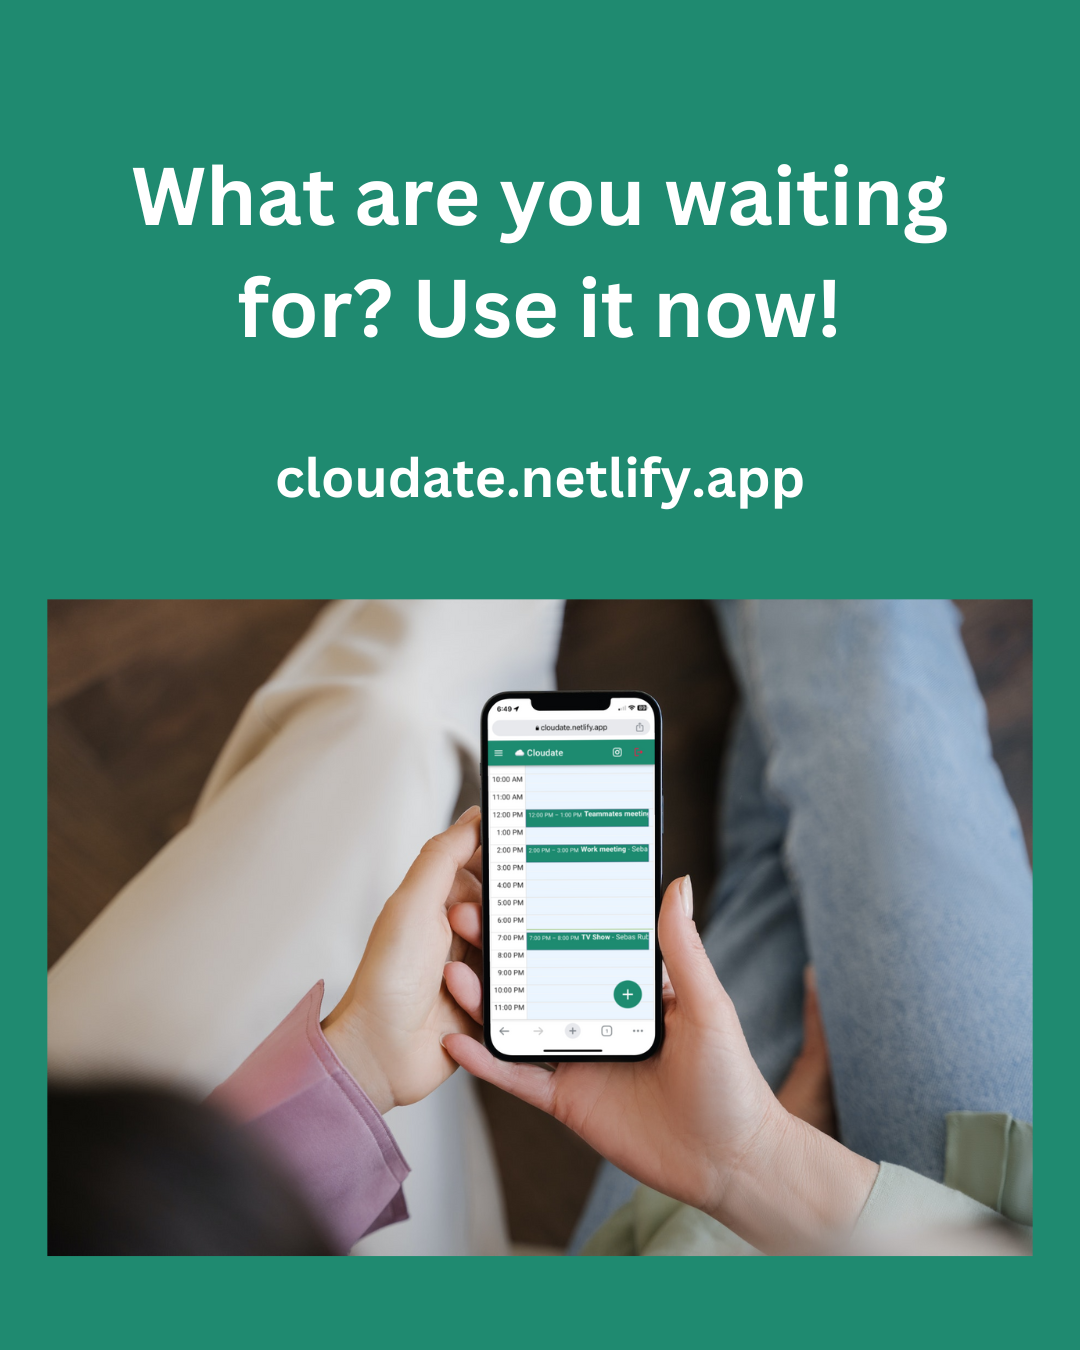 What are you waiting
for? Use it now!
cloudate.netlify.app
6:49
cloudate.netlify.app
Cloudate
10:00 AM
11:00 AM
12:00 PM
12:00 PM – 1:00 PM Teammates meetin
1:00 PM
2:00 PM
2:00 PM – 3:00 PM Work meeting · Seba
3:00 PM
4:00 PM
5:00 PM
6:00 PM
7:00 PM
7:00 PM – 8:00 PM TV Show · Sebas Rub
8:00 PM
9:00 PM
10:00 PM
11:00 PM
1